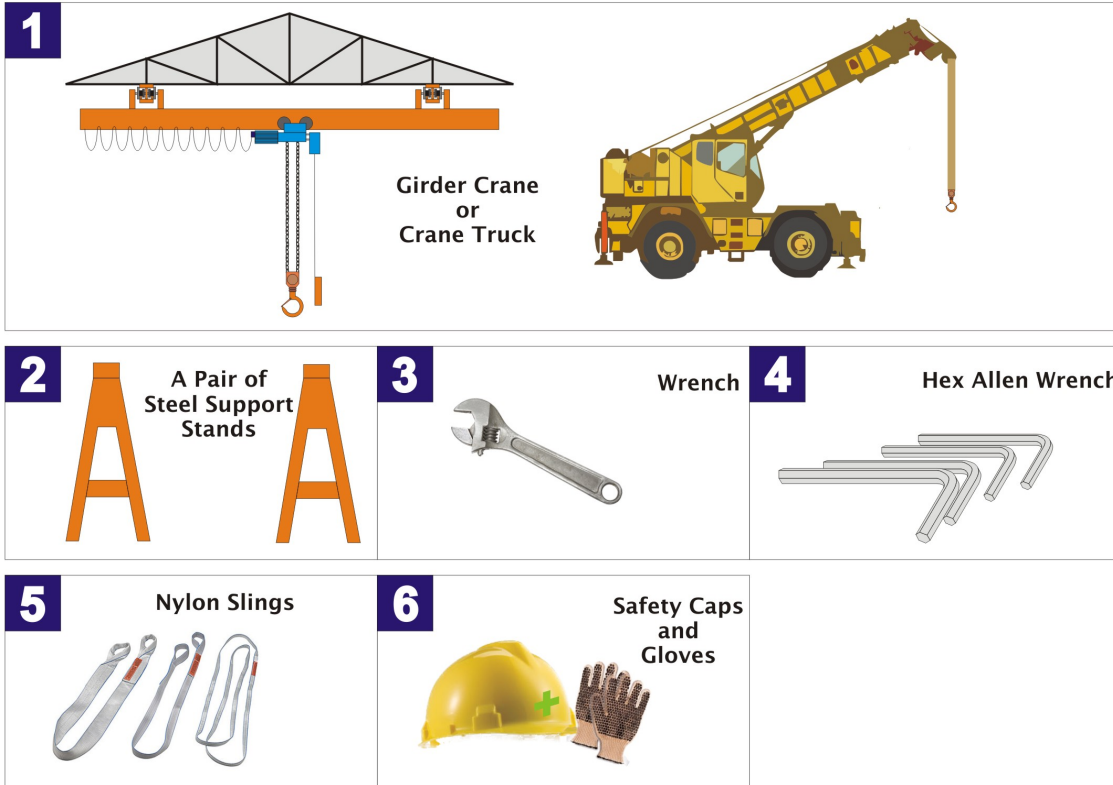 1
Girder Crane
or
Crane Truck
2
A Pair of
Steel Support
Stands
3
Wrench
4
Hex Allen Wrench
5
Nylon Slings
6
Safety Caps
and
Gloves